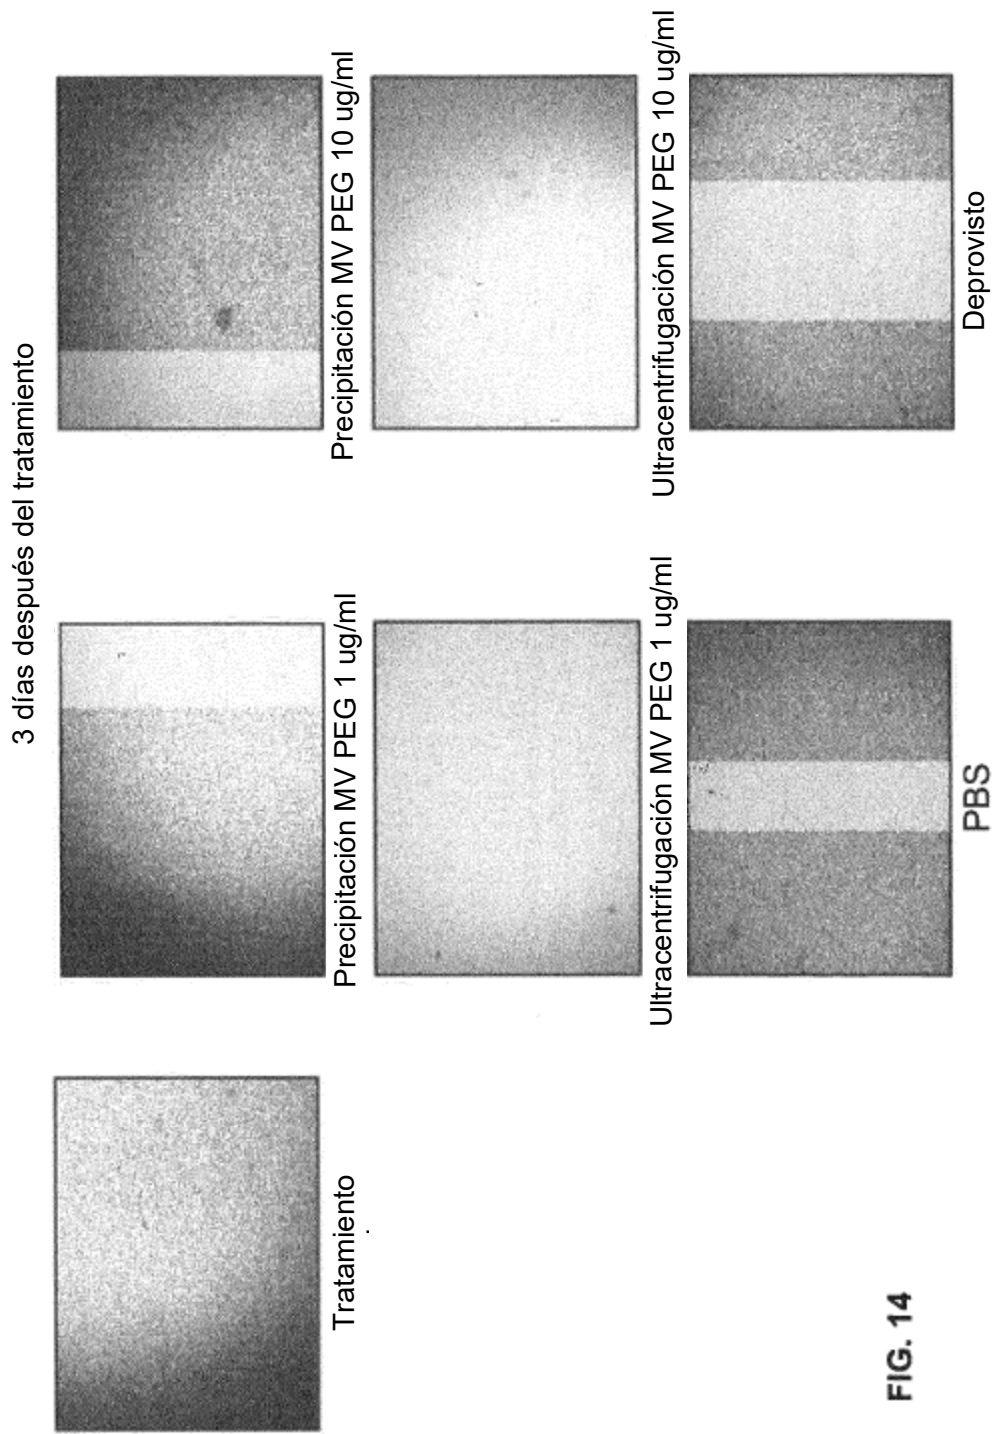 3 días después del tratamiento
Tratamiento
Precipitación MV PEG 1 ug/ml
Precipitación MV PEG 10 ug/ml
Ultracentrifugación MV PEG 1 ug/ml
Ultracentrifugación MV PEG 10 ug/ml
PBS
Deprovisto
FIG. 14